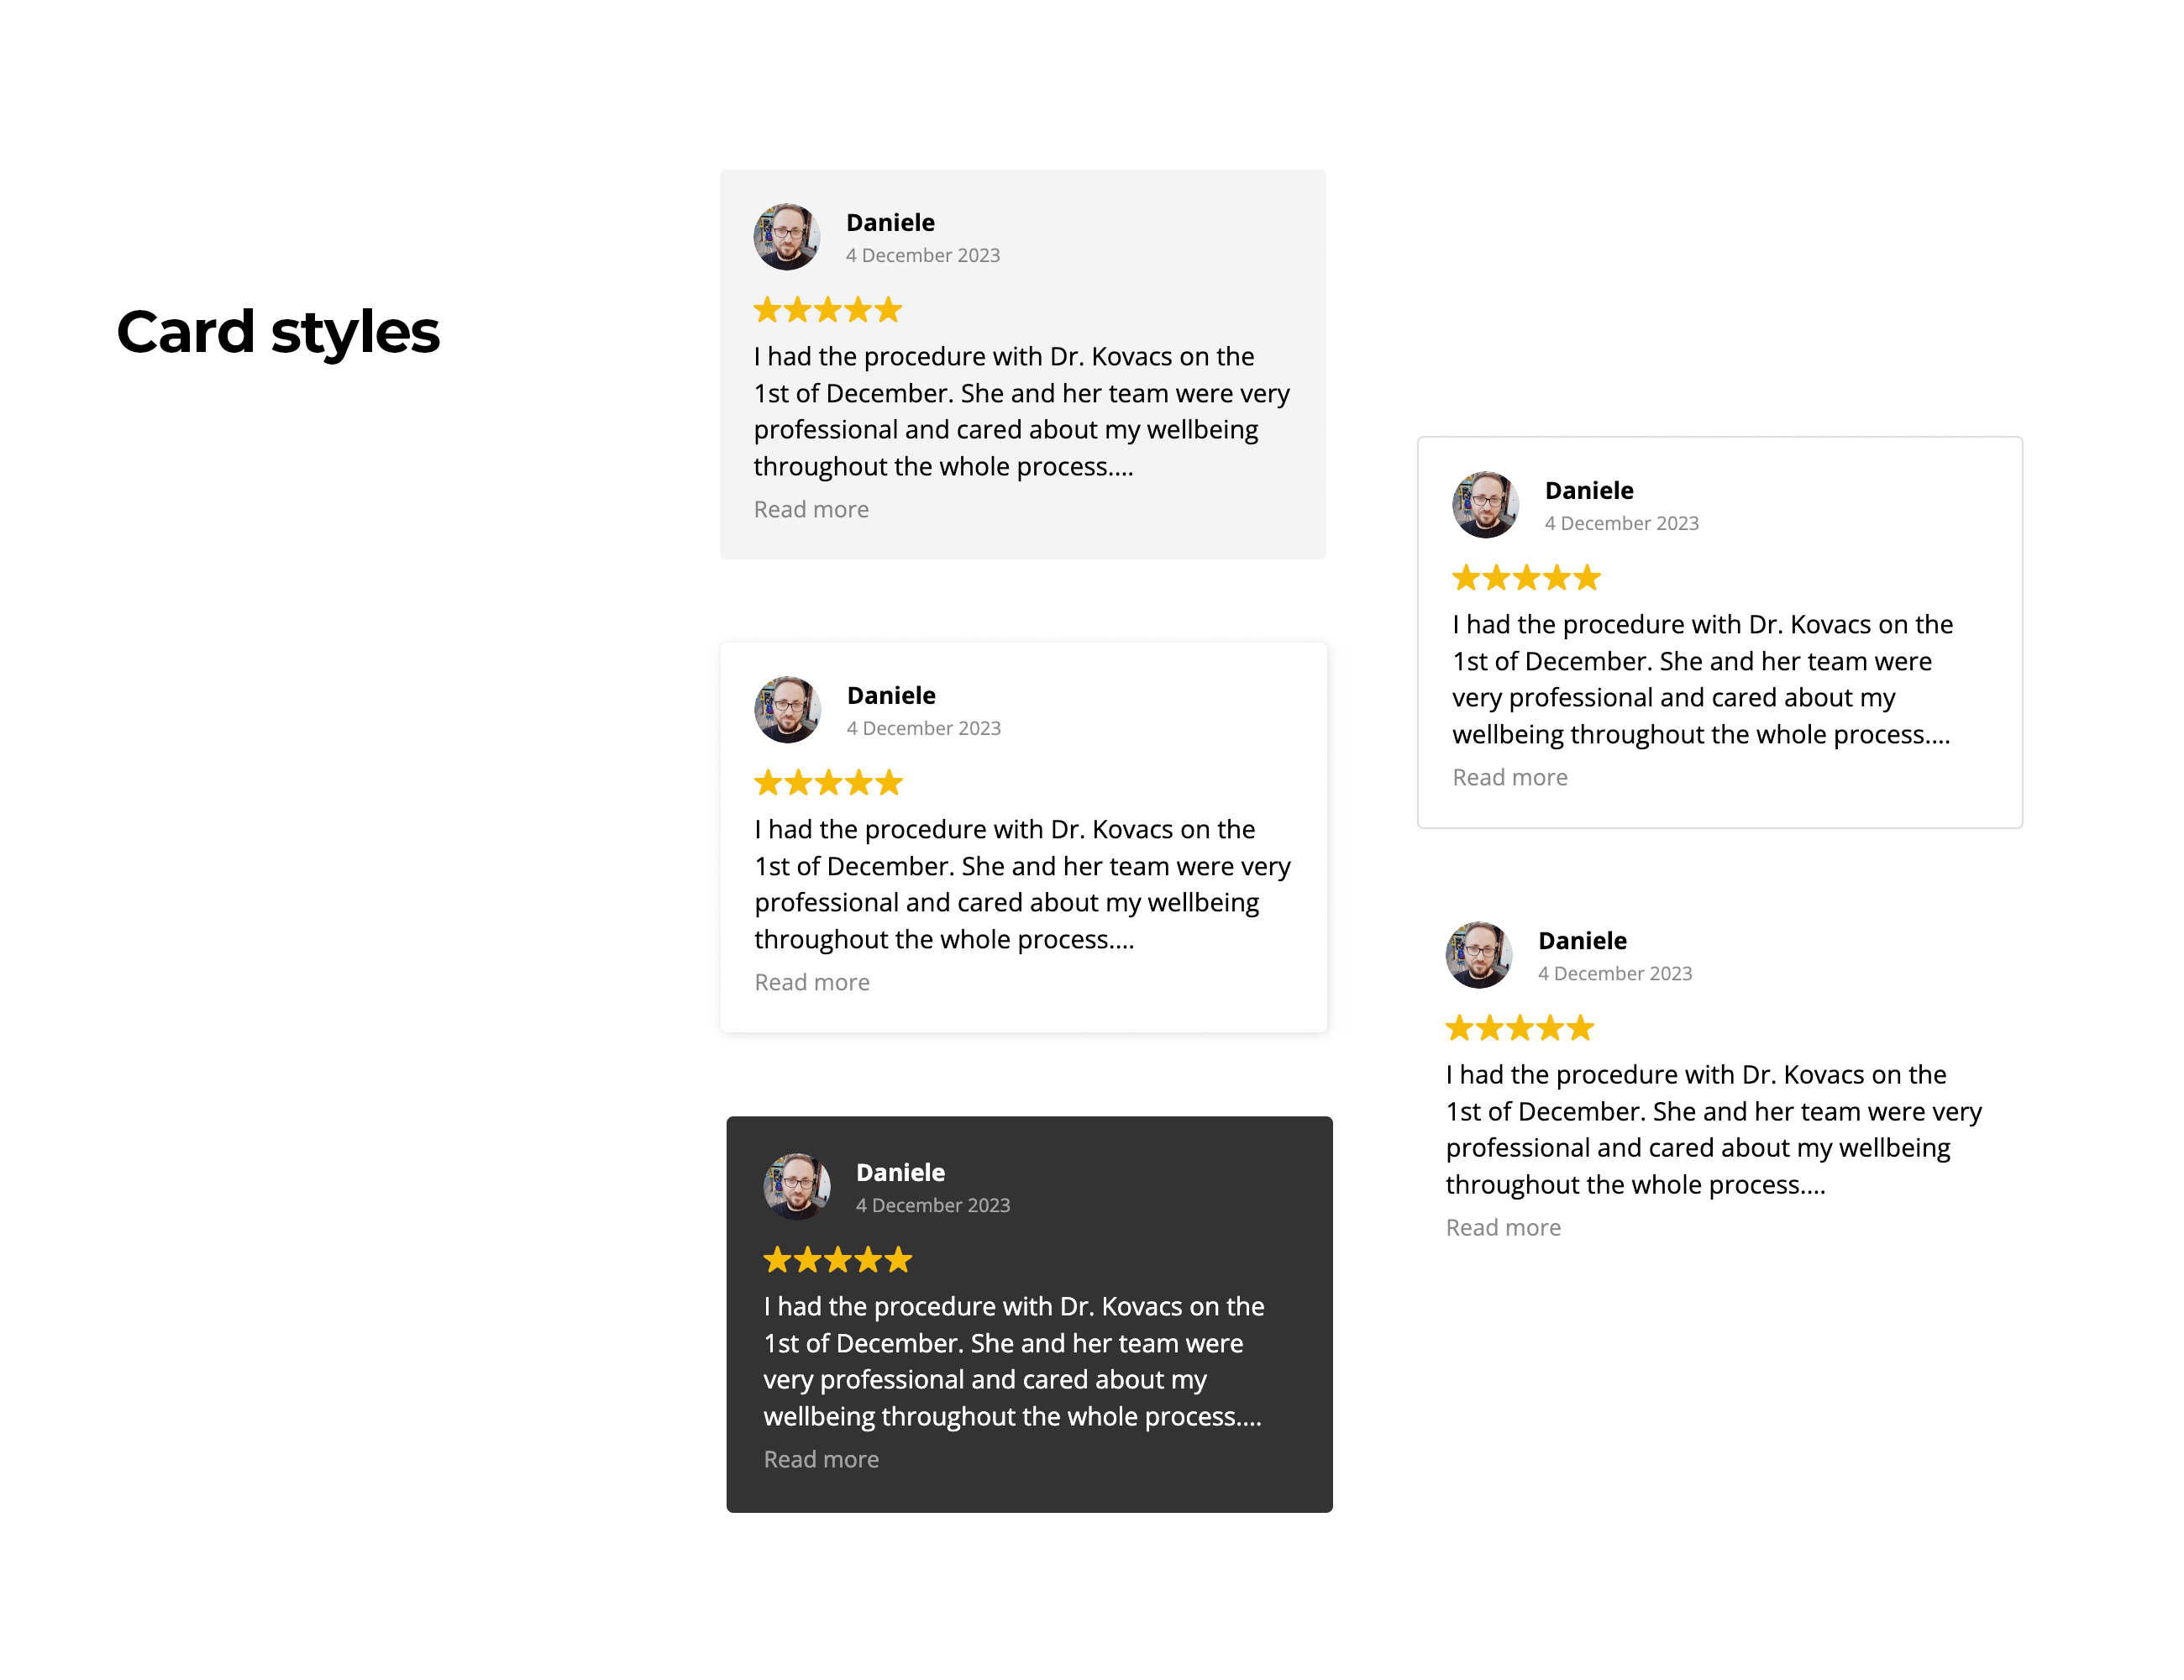 Card styles
Daniele
4 December 2023
I had the procedure with Dr. Kovacs on the
1st of December. She and her team were very
professional and cared about my wellbeing
throughout the whole process....
Read more
Daniele
4 December 2023
I had the procedure with Dr. Kovacs on the
1st of December. She and her team were very
professional and cared about my wellbeing
throughout the whole process....
Read more
Daniele
4 December 2023
I had the procedure with Dr. Kovacs on the
1st of December. She and her team were
very professional and cared about my
wellbeing throughout the whole process....
Read more
Daniele
4 December 2023
I had the procedure with Dr. Kovacs on the
1st of December. She and her team were
very professional and cared about my
wellbeing throughout the whole process....
Read more
Daniele
4 December 2023
I had the procedure with Dr. Kovacs on the
1st of December. She and her team were very
professional and cared about my wellbeing
throughout the whole process....
Read more